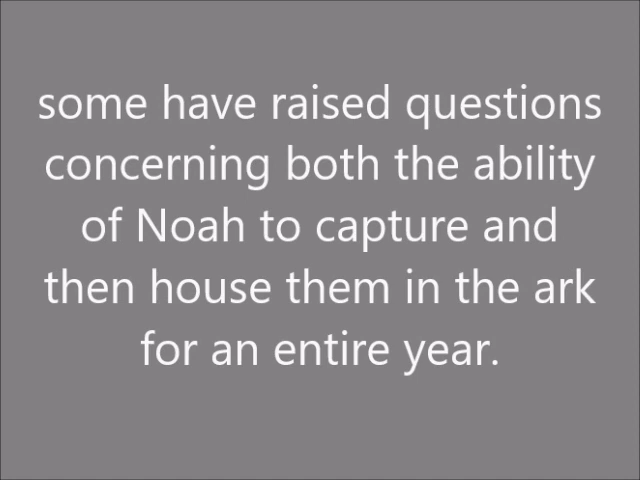 some have raised questions
concerning both the ability
of Noah to capture and
then house them in the ark
for an entire year.